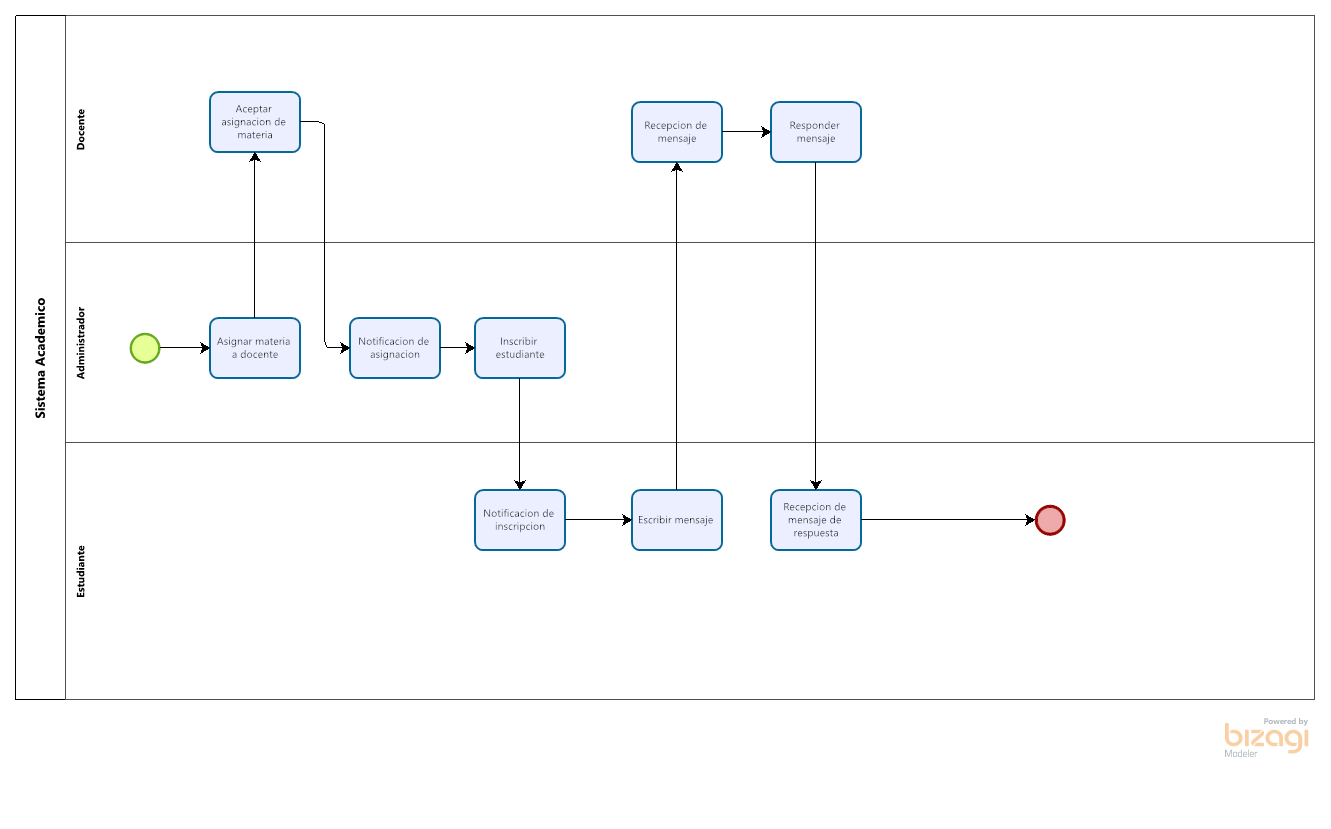 Sistema Academico
Docente
Aceptar
asignacion de
materia
Recepcion de
mensaje
Responder
mensaje
Administrador
Asignar materia
a docente
Notificacion de
asignacion
Inscribir
estudiante
Estudiante
Notificacion de
inscripcion
Escribir mensaje
Recepcion de
mensaje de
respuesta
Powered by
bizagi
Modeler